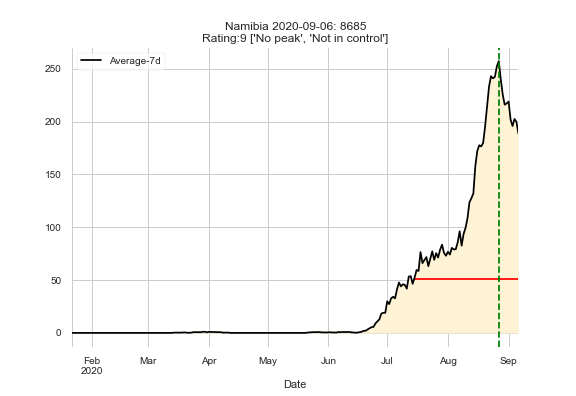 Namibia 2020-09-06: 8685
Rating:9 ['No peak', 'Not in control']
Average-7d
250
200
150
100
50
0
Feb Mar Apr May Jun Jul Aug Sep
2020
Date